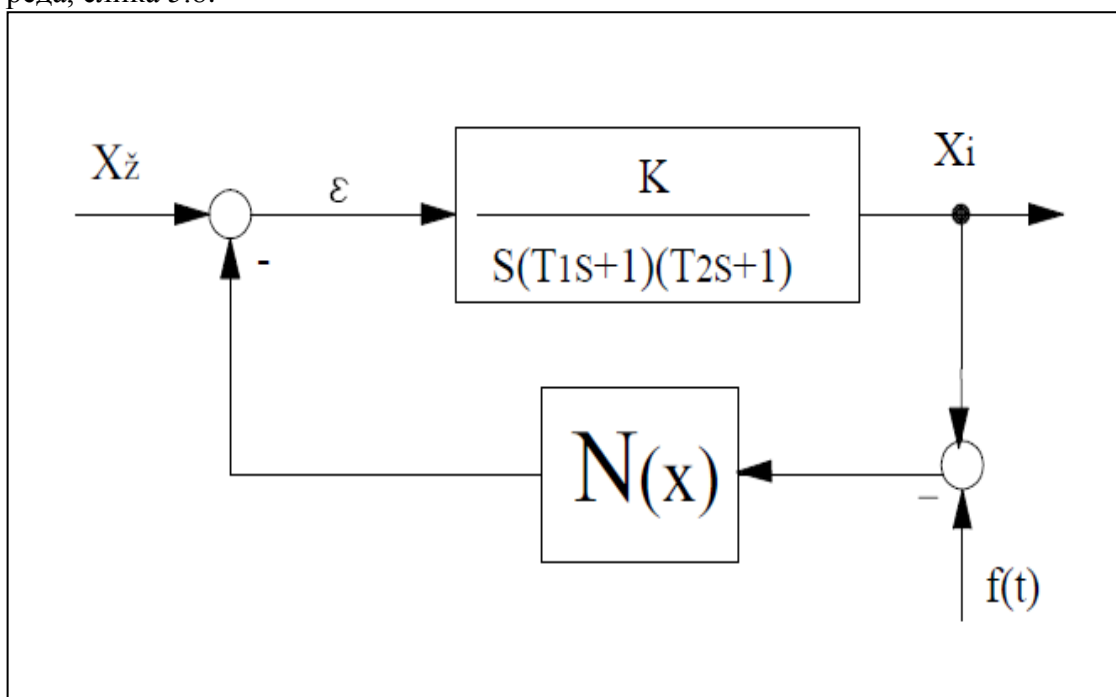 Xž
ε
-
K
S(T1S+1)(T2S+1)
Xi
N(x)
–
f(t)